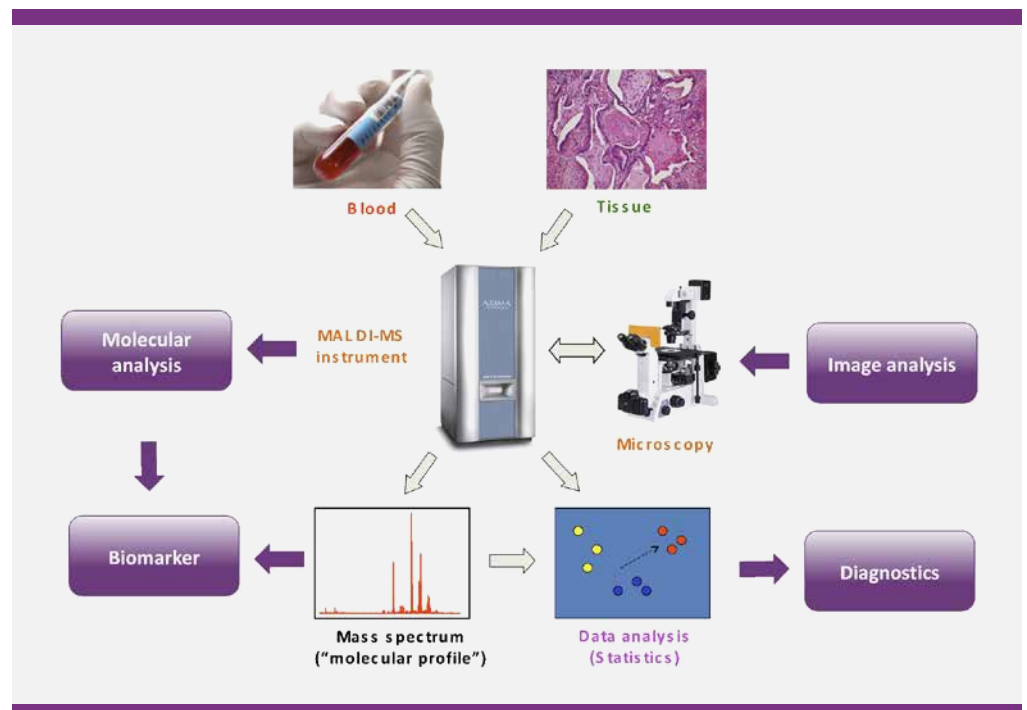 Blood
Tissue
AXIMA
Molecular
analysis
MALDI-MS
instrument
Image analysis
Microscopy
Biomarker
Diagnostics
Mass spectrum
("molecular profile")
Data analysis
(Statistics)